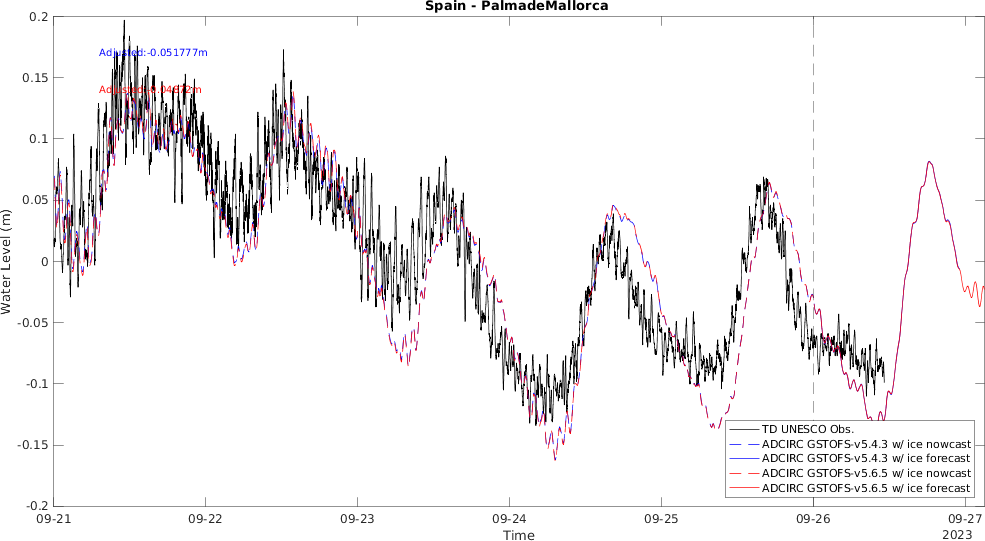 Spain - PalmadeMallorca
0.2
0.15
0.1
0.05
0
-0.05
-0.1
-0.15
-0.2
Water Level (m)
Adjusted:-0.051777m
TD UNESCO Obs.
ADCIRC GSTOFS-v5.4.3 w/ ice nowcast
ADCIRC GSTOFS-v5.4.3 w/ ice forecast
ADCIRC GSTOFS-v5.6.5 w/ ice nowcast
ADCIRC GSTOFS-v5.6.5 w/ ice forecast
09-21
09-22
09-23
09-24
09-25
09-26
09-27
Time
2023